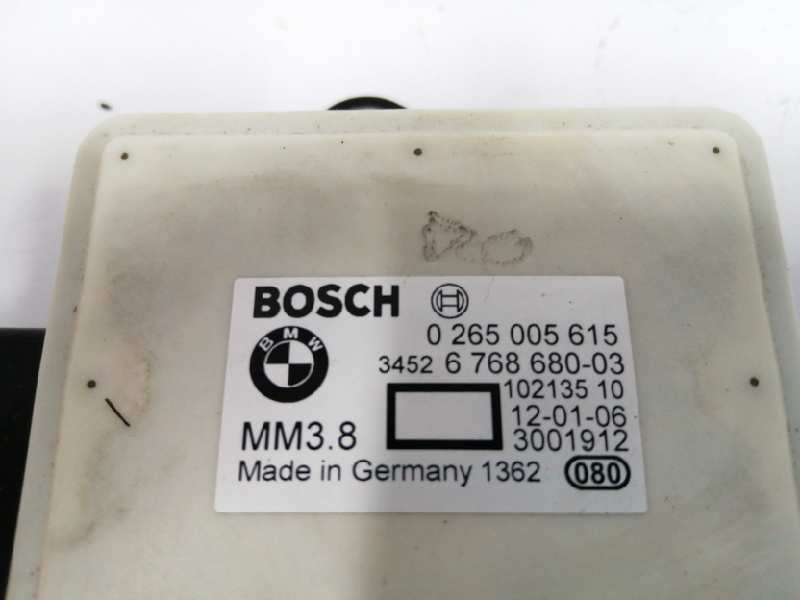 BOSCH
BMW
0 265 005 615
3452 6 768 680-03
102135 10
12-01-06
MM3.8
3001912
Made in Germany 1362
080